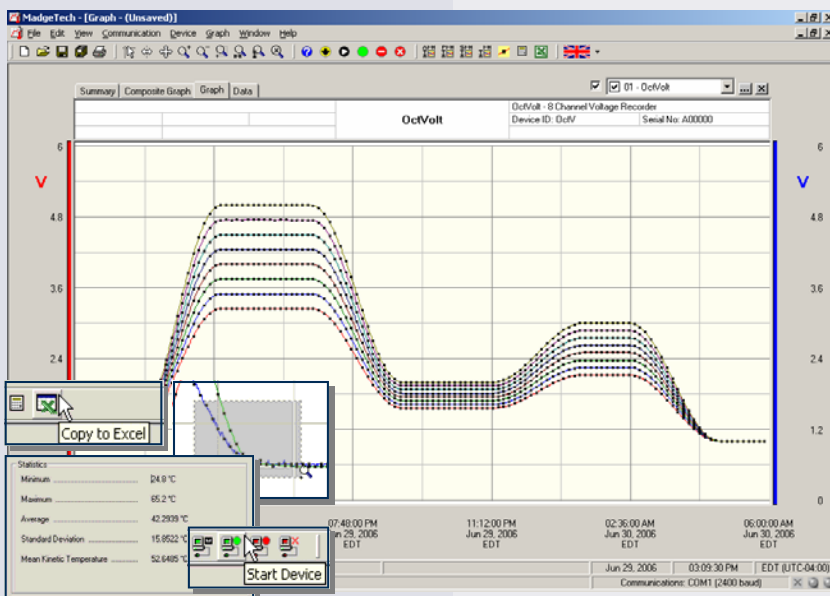 MadgeTech - [Graph - (Unsaved)]
File Edit View Communication Device Graph Window Help
Summary Composite Graph Graph Data
01 - OctVolt
OctVolt
OctVolt - 8 Channel Voltage Recorder
Device ID: OctV Serial No: A00000
6
V
4.8
3.6
2.4
6
V
4.8
3.6
2.4
1.2
0
Copy to Excel
Statistics
Minimum 24.8 °C
Maximum 65.2 °C
Average 42.2939 °C
Standard Deviation 15.8522 °C
Mean Kinetic Temperature 52.6485 °C
Start Device
07:48:00 PM
Jun 29, 2006
EDT
11:12:00 PM
Jun 29, 2006
EDT
02:36:00 AM
Jun 30, 2006
EDT
06:00:00 AM
Jun 30, 2006
EDT
Jun 29, 2006 03:09:30 PM EDT (UTC-04:00)
Communications: COM1 (2400 baud)